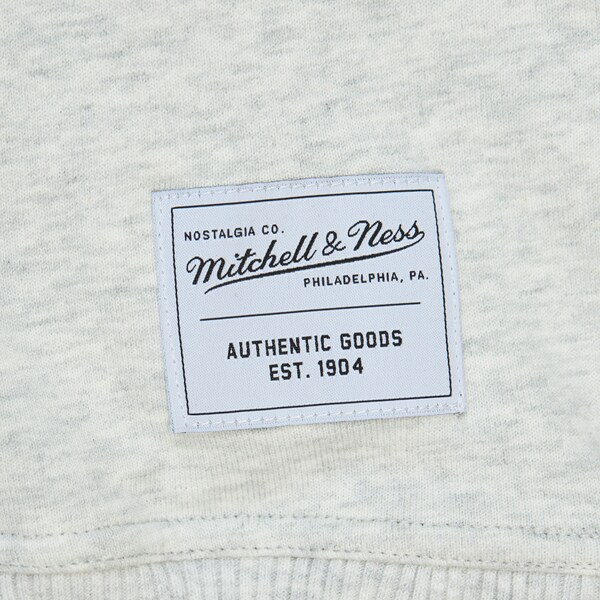 NOSTALGIA CO.
Mitchell & Ness
PHILADELPHIA, PA.
AUTHENTIC GOODS
EST. 1904